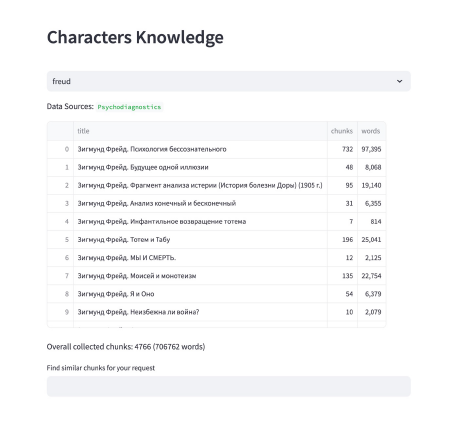 Characters Knowledge
freud
Data Sources: Psychodiagnostics
title chunks words
0 Зигмунд Фрейд. Психология бессознательного 732 97,395
1 Зигмунд Фрейд. Будущее одной иллюзии 48 8,068
2 Зигмунд Фрейд. Фрагмент анализа истерии (История болезни Доры) (1905 г.) 95 19,140
3 Зигмунд Фрейд. Анализ конечный и бесконечный 31 6,355
4 Зигмунд Фрейд. Инфантильное возвращение тотема 7 814
5 Зигмунд Фрейд. Тотем и Табу 196 25,041
6 Зигмунд Фрейд. МЫ И СМЕРТЬ. 12 2,125
7 Зигмунд Фрейд. Моисей и монотеизм 135 22,754
8 Зигмунд Фрейд. Я и Оно 54 6,379
9 Зигмунд Фрейд. Неизбежна ли война? 10 2,079
Overall collected chunks: 4766 (706762 words)
Find similar chunks for your request